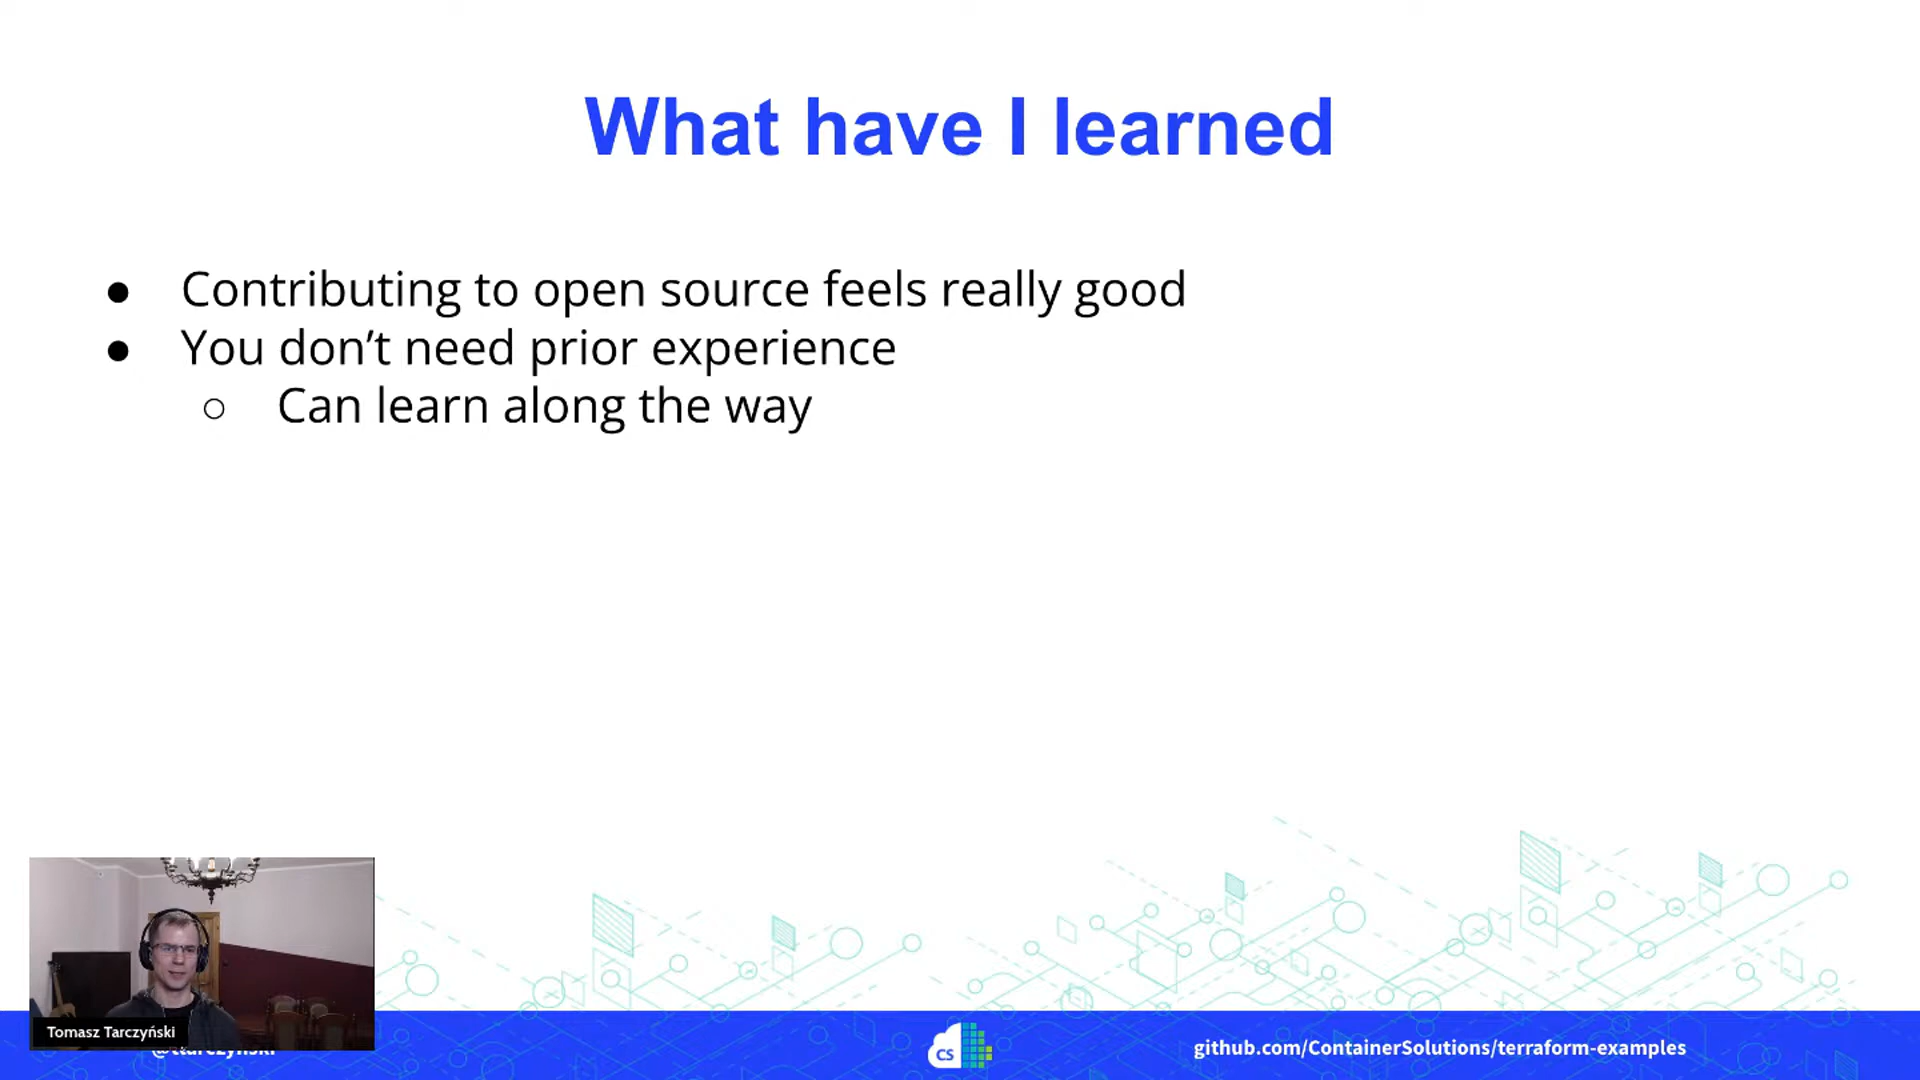 What have I learned
● Contributing to open source feels really good
● You don’t need prior experience
○ Can learn along the way
Tomasz Tarczyński
@ttarczynski
CS
github.com/ContainerSolutions/terraform-examples